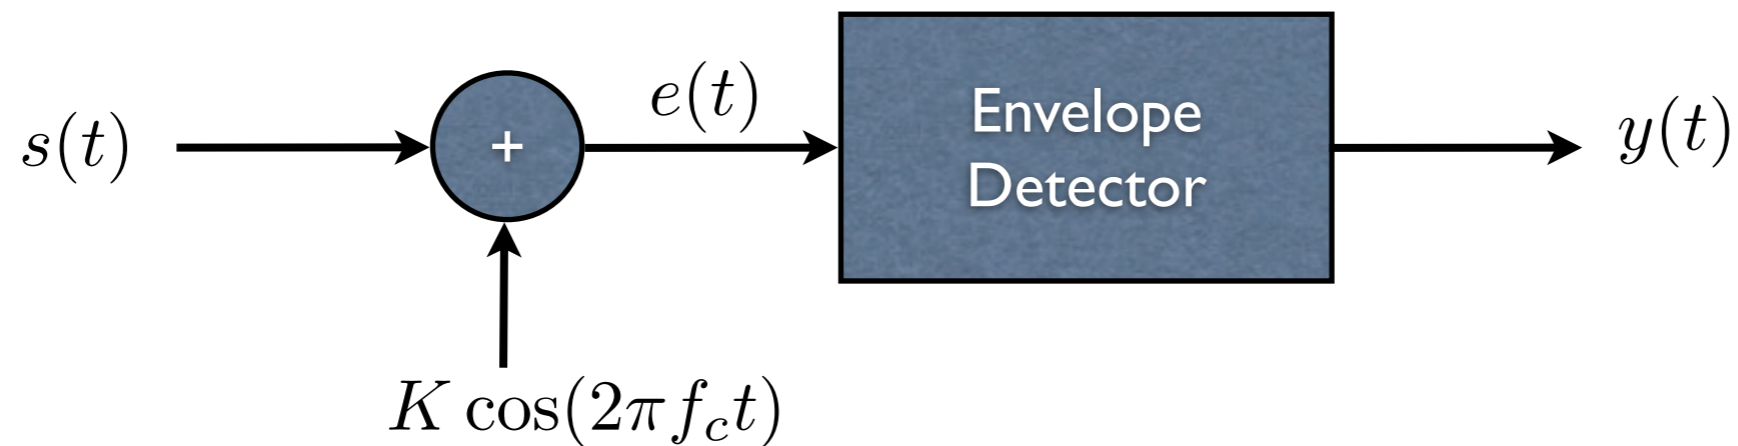 s(t)
+
e(t)
Envelope
Detector
y(t)
K cos(2πf_c t)